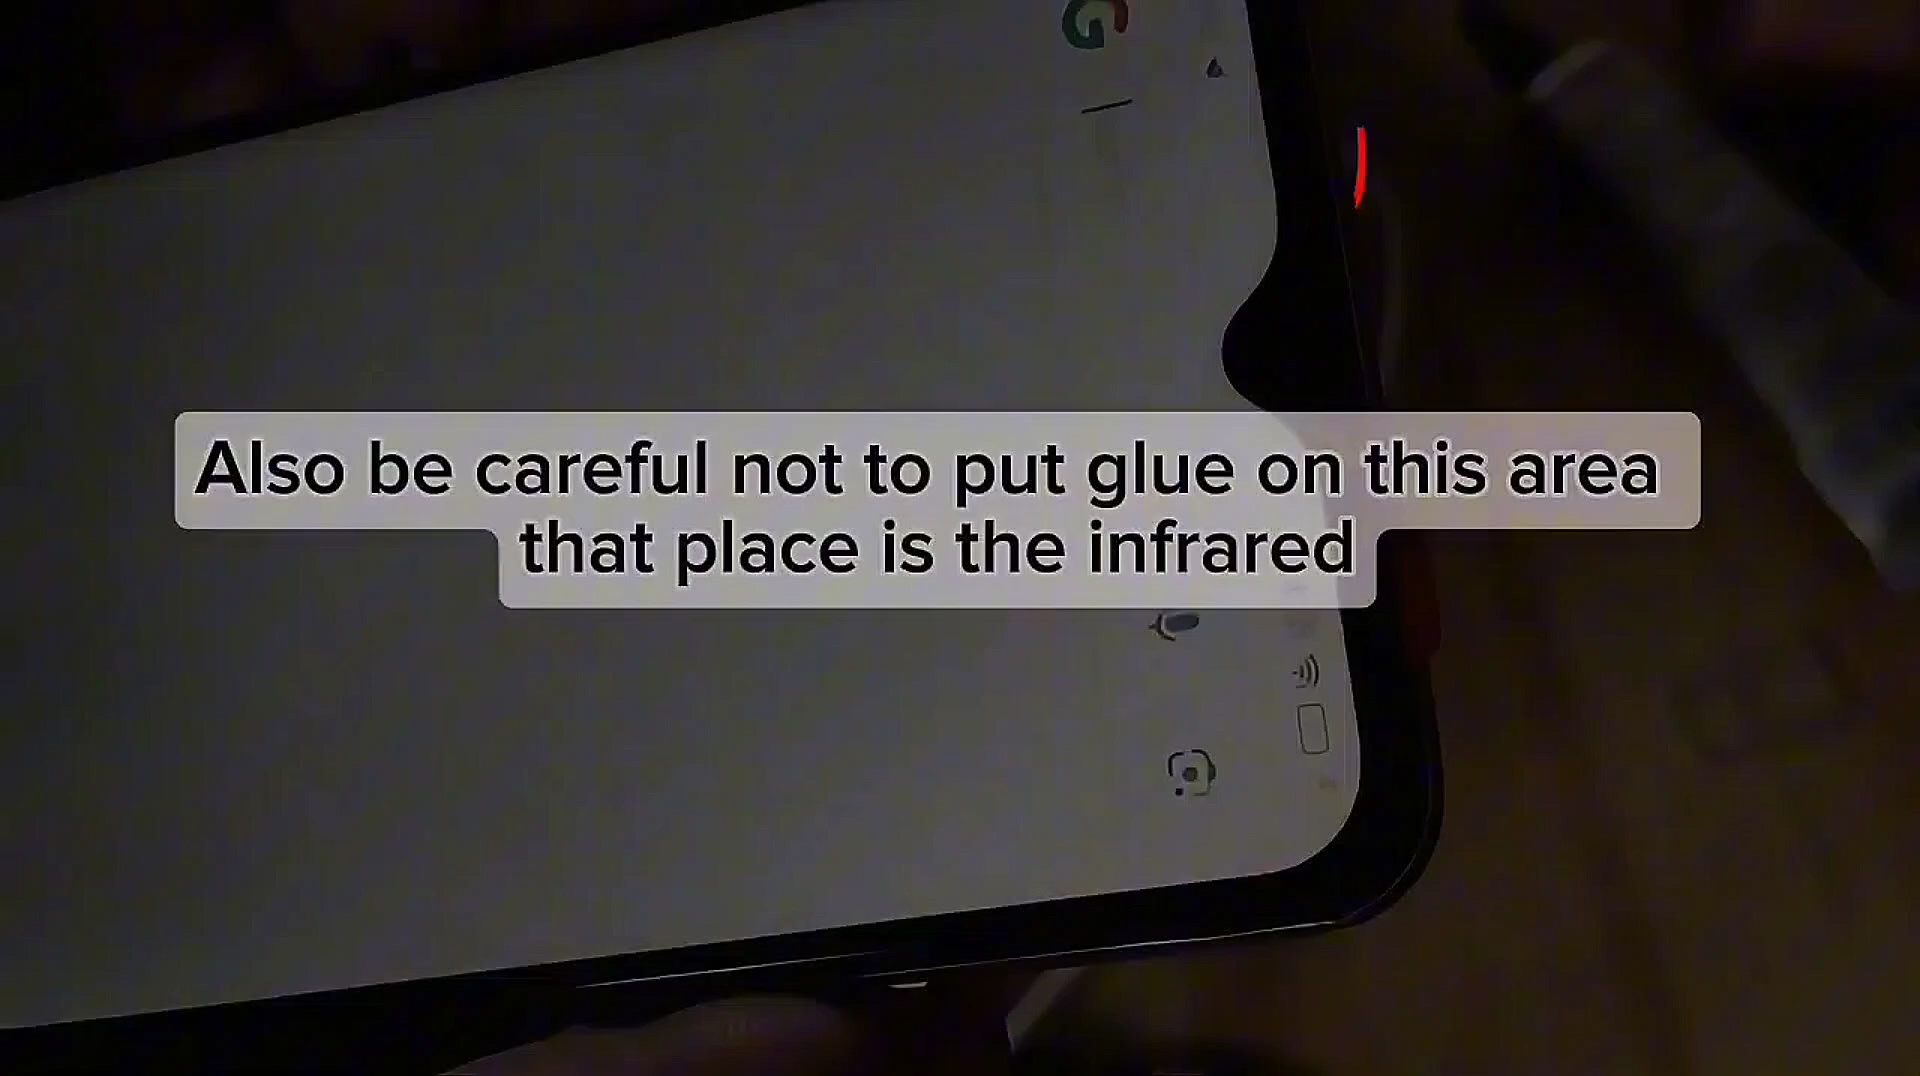 G
Also be careful not to put glue on this area
that place is the infrared